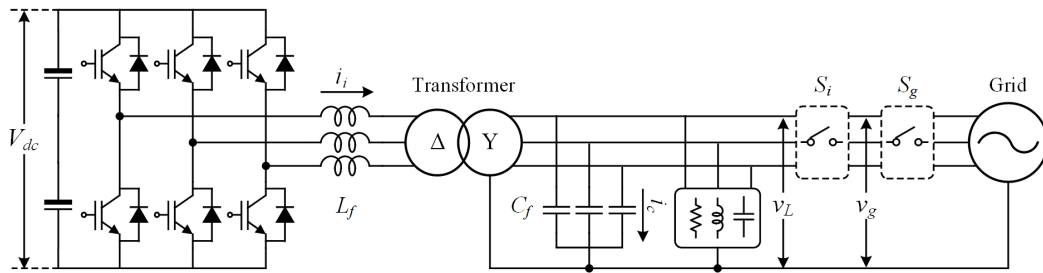 V_dc
i_i
L_f
Transformer
Δ
Y
C_f
i_c
v_L
S_i
v_g
S_g
Grid